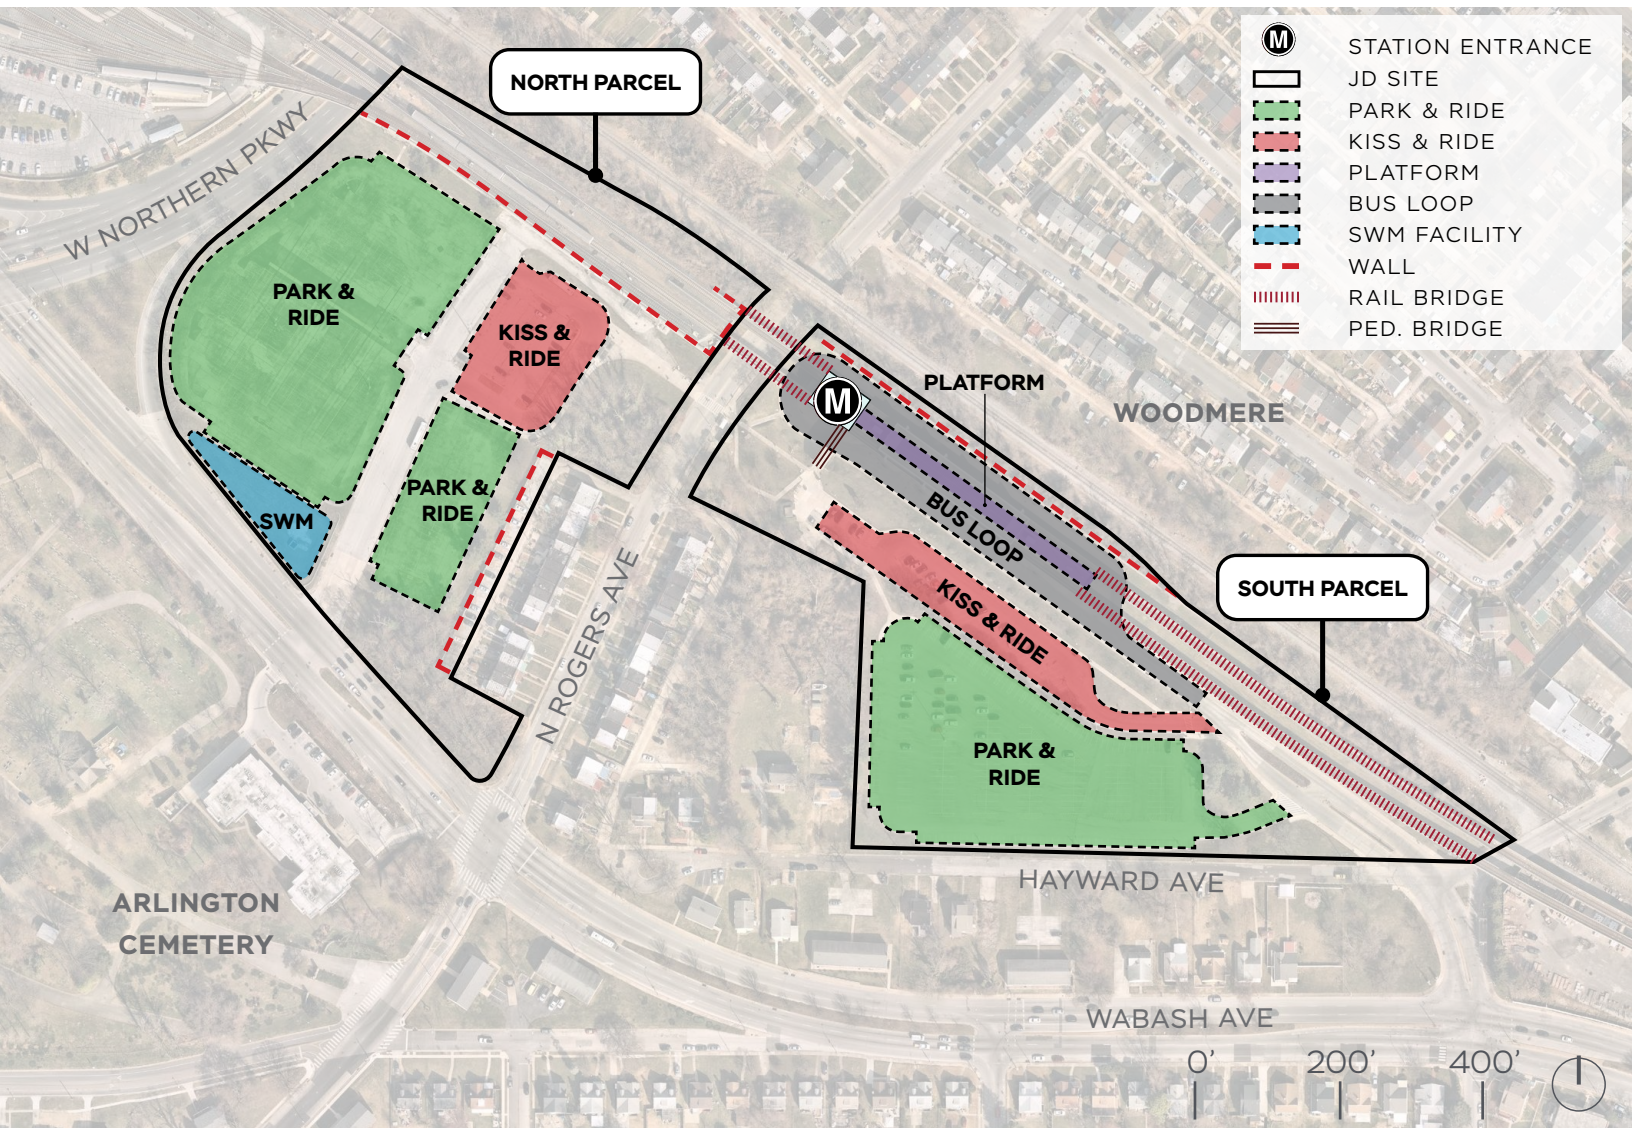 NORTH PARCEL
M
STATION ENTRANCE
JD SITE
PARK & RIDE
KISS & RIDE
PLATFORM
BUS LOOP
SWM FACILITY
WALL
RAIL BRIDGE
PED. BRIDGE
W NORTHERN PKWY
PARK &
RIDE
KISS &
RIDE
PLATFORM
M
WOODMERE
PARK &
RIDE
SWM
BUS LOOP
SOUTH PARCEL
KISS & RIDE
N ROGERS AVE
PARK &
RIDE
HAYWARD AVE
ARLINGTON
CEMETERY
WABASH AVE
0' 200' 400'